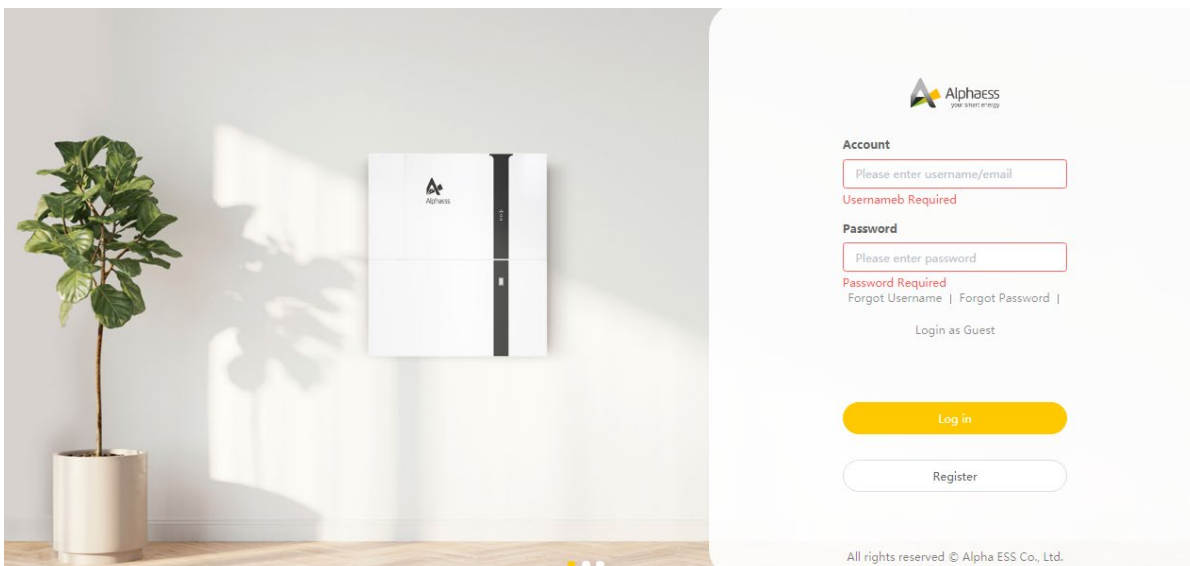 Alphaess
Alphaess
your smart energy
Account
Please enter username/email
Usernameb Required
Password
Please enter password
Password Required
Forgot Username | Forgot Password |
Login as Guest
Log in
Register
All rights reserved © Alpha ESS Co., Ltd.